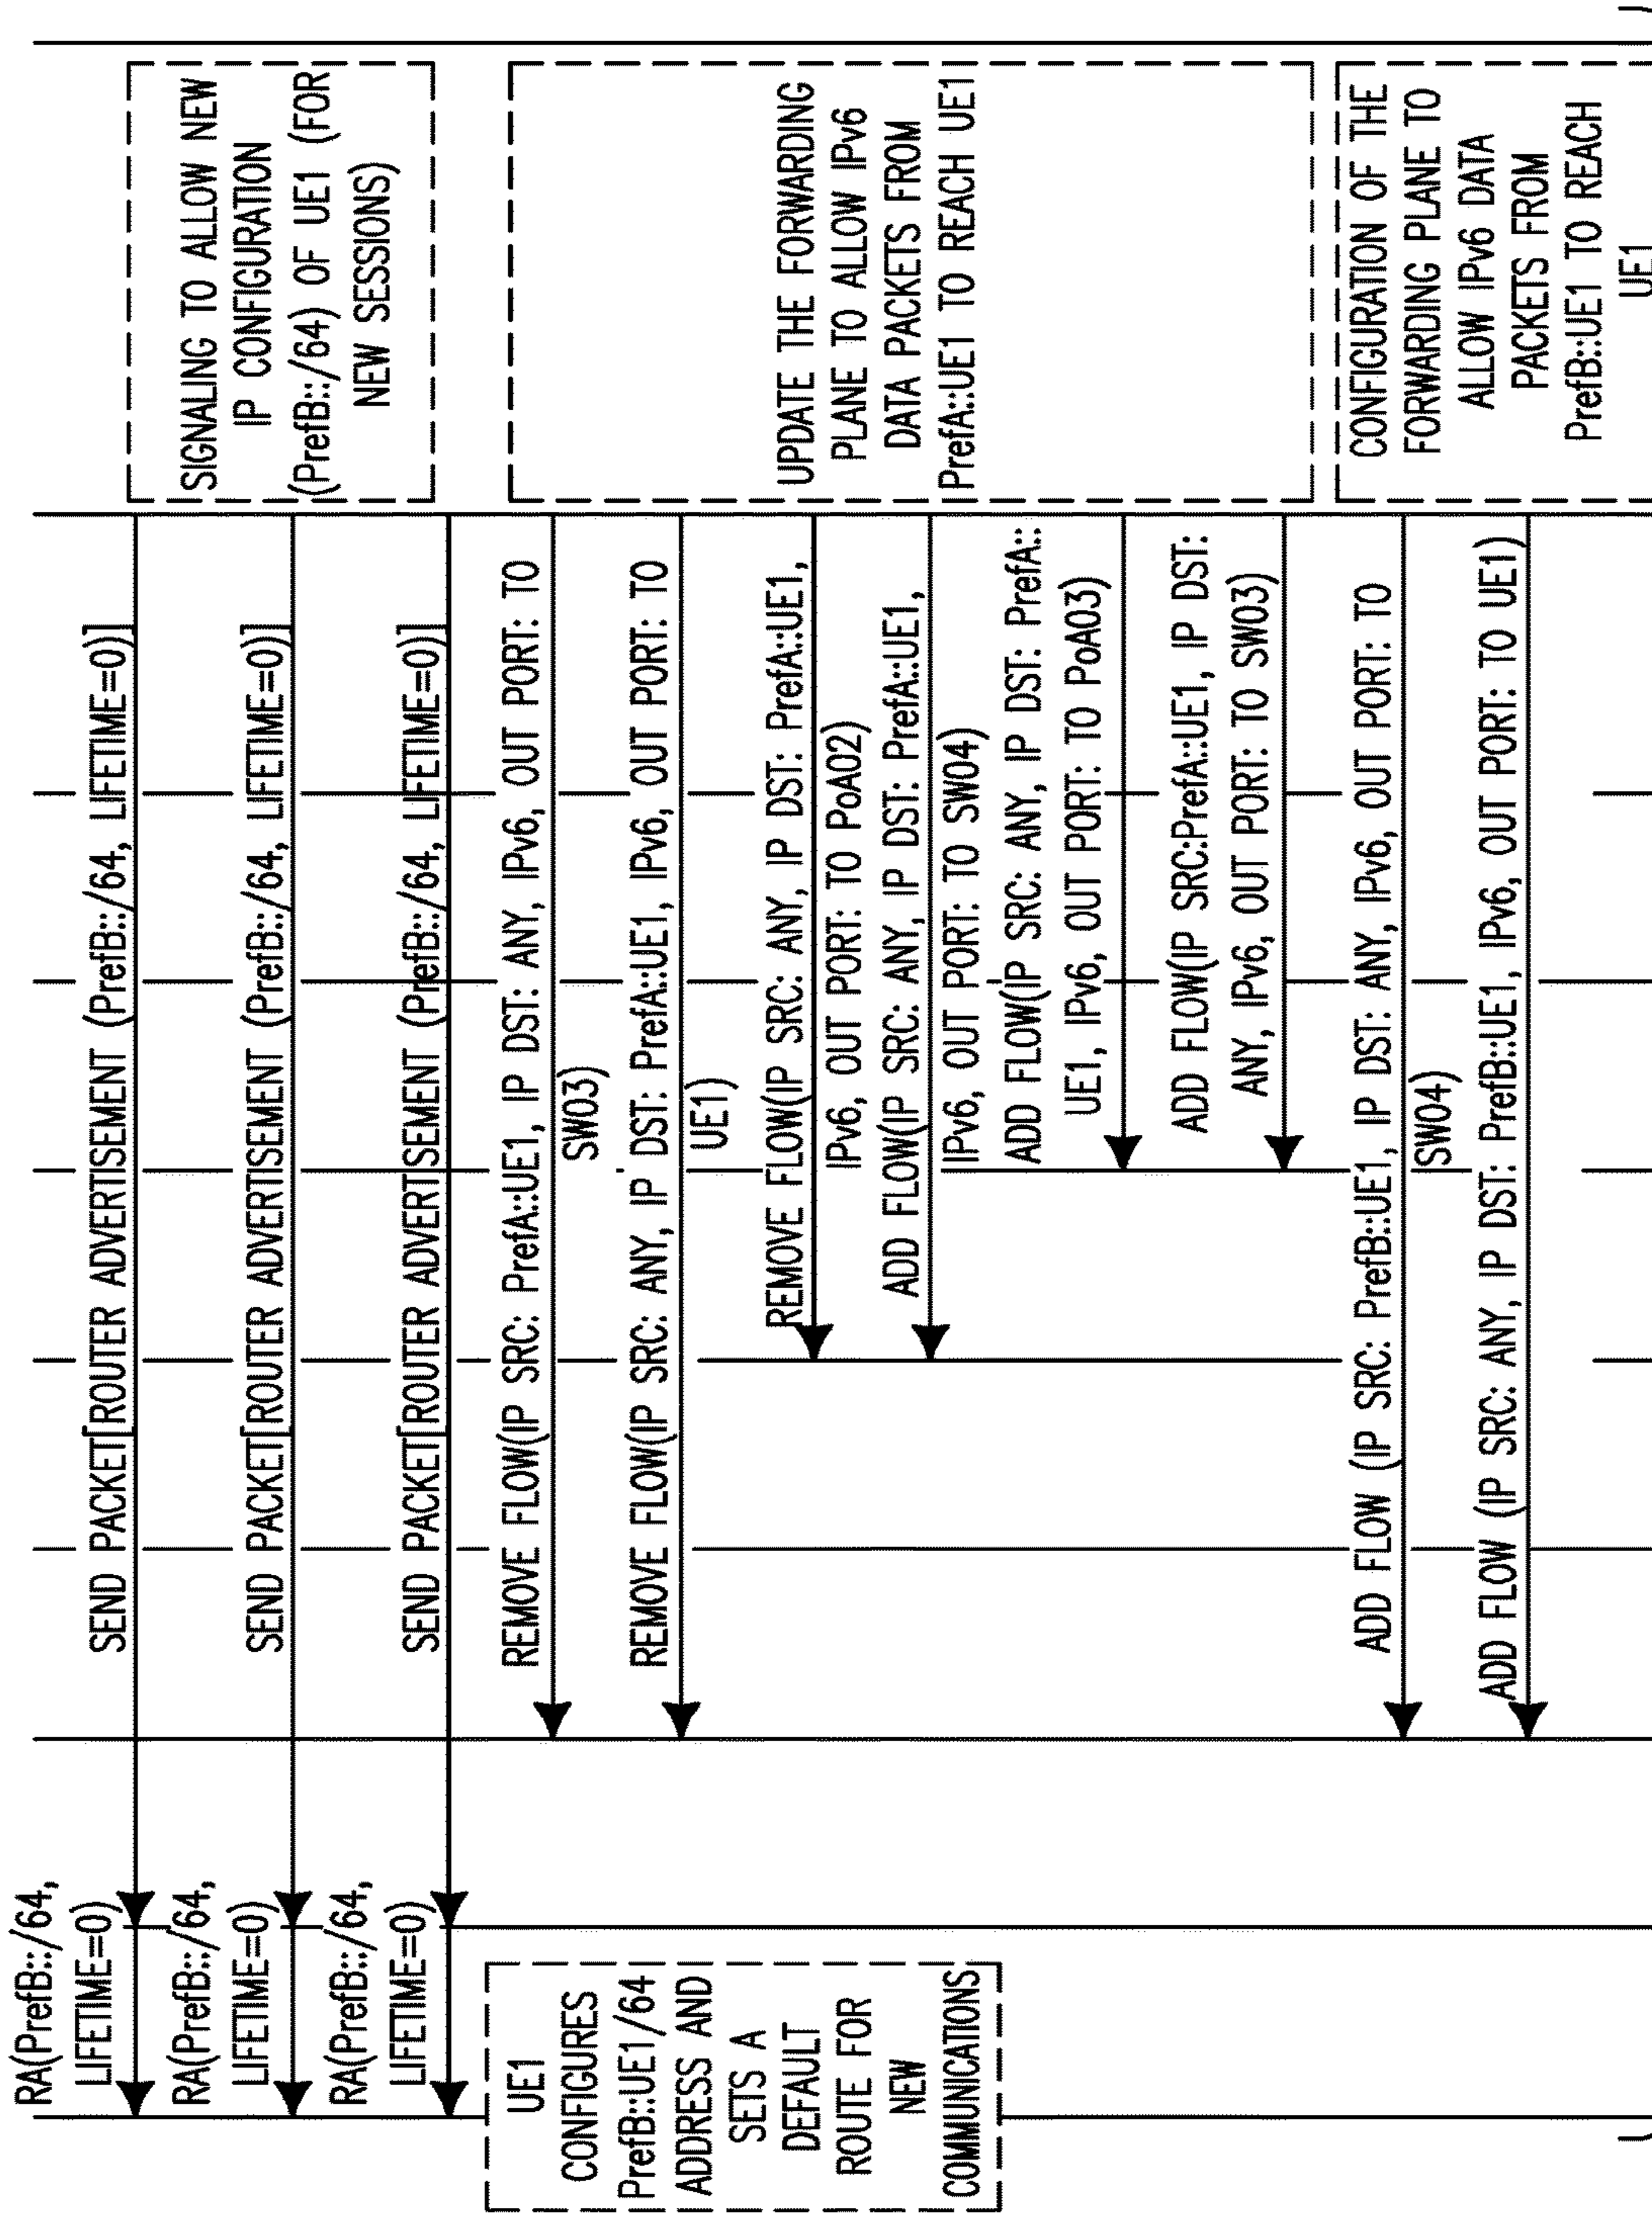 RA(PrefB::/64,
LIFETIME=0)
SEND PACKET[ROUTER ADVERTISEMENT (PrefB::/64, LIFETIME=0)]
RA(PrefB::/64,
LIFETIME=0)
SEND PACKET[ROUTER ADVERTISEMENT (PrefB::/64, LIFETIME=0)]
RA(PrefB::/64,
LIFETIME=0)
SEND PACKET[ROUTER ADVERTISEMENT (PrefB::/64, LIFETIME=0)]
SIGNALING TO ALLOW NEW
IP CONFIGURATION
(PrefB::/64) OF UE1 (FOR
NEW SESSIONS)
UE1
CONFIGURES
PrefB::UE1/64
ADDRESS AND
SETS A
DEFAULT
ROUTE FOR
NEW
COMMUNICATIONS
REMOVE FLOW(IP SRC: PrefA::UE1, IP DST: ANY, IPv6, OUT PORT: TO
SW03)
REMOVE FLOW(IP SRC: ANY, IP DST: PrefA::UE1, IPv6, OUT PORT: TO
UE1)
REMOVE FLOW(IP SRC: ANY, IP DST: PrefA::UE1,
IPv6, OUT PORT: TO PoA02)
ADD FLOW(IP SRC: ANY, IP DST: PrefA::UE1,
IPv6, OUT PORT: TO SW04)
ADD FLOW(IP SRC: ANY, IP DST: PrefA::
UE1, IPv6, OUT PORT: TO PoA03)
ADD FLOW(IP SRC:PrefA::UE1, IP DST:
ANY, IPv6, OUT PORT: TO SW03)
UPDATE THE FORWARDING
PLANE TO ALLOW IPv6
DATA PACKETS FROM
PrefA::UE1 TO REACH UE1
ADD FLOW (IP SRC: PrefB::UE1, IP DST: ANY, IPv6, OUT PORT: TO
SW04)
ADD FLOW (IP SRC: ANY, IP DST: PrefB::UE1, IPv6, OUT PORT: TO UE1)
CONFIGURATION OF THE
FORWARDING PLANE TO
ALLOW IPv6 DATA
PACKETS FROM
PrefB::UE1 TO REACH
UE1